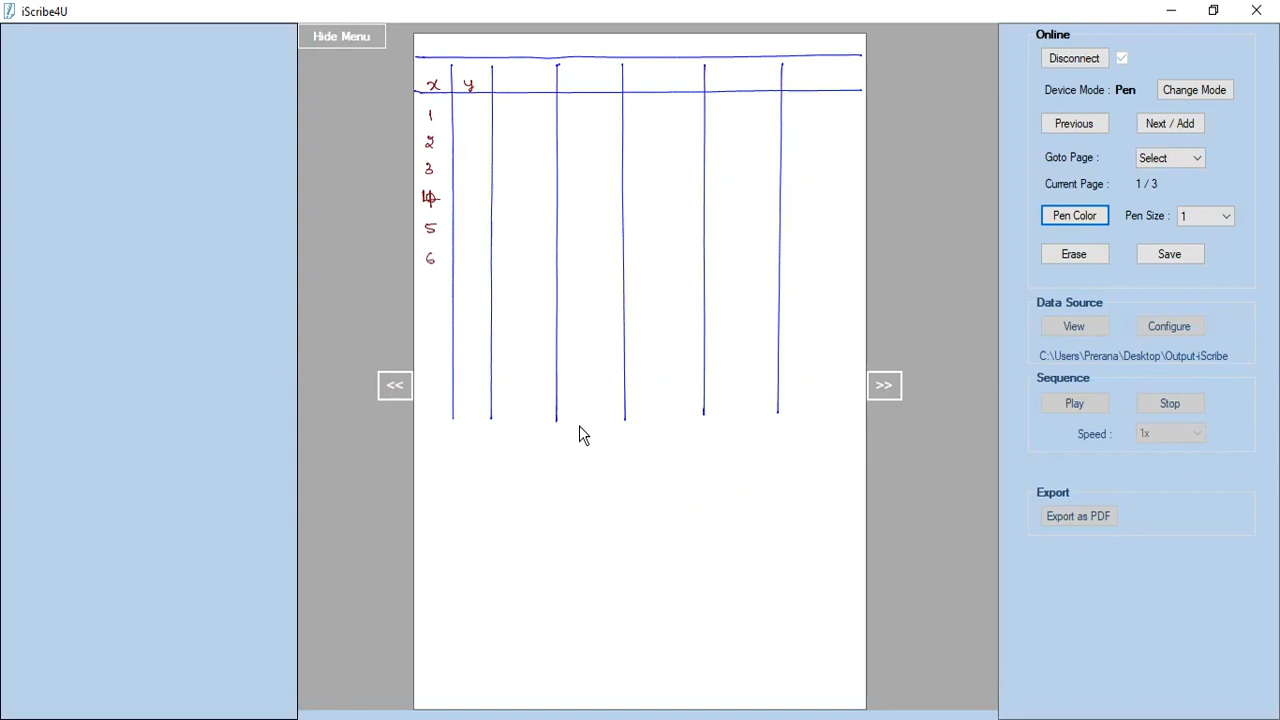 iScribe4U
Hide Menu
x y
1
2
3
5
6
<<
>>
Online
Disconnect
Device Mode : Pen Change Mode
Previous Next / Add
Goto Page : Select
Current Page : 1 / 3
Pen Color Pen Size : 1
Erase Save
Data Source
View Configure
C:\Users\Prerana\Desktop\Output-iScribe
Sequence
Play Stop
Speed : 1x
Export
Export as PDF